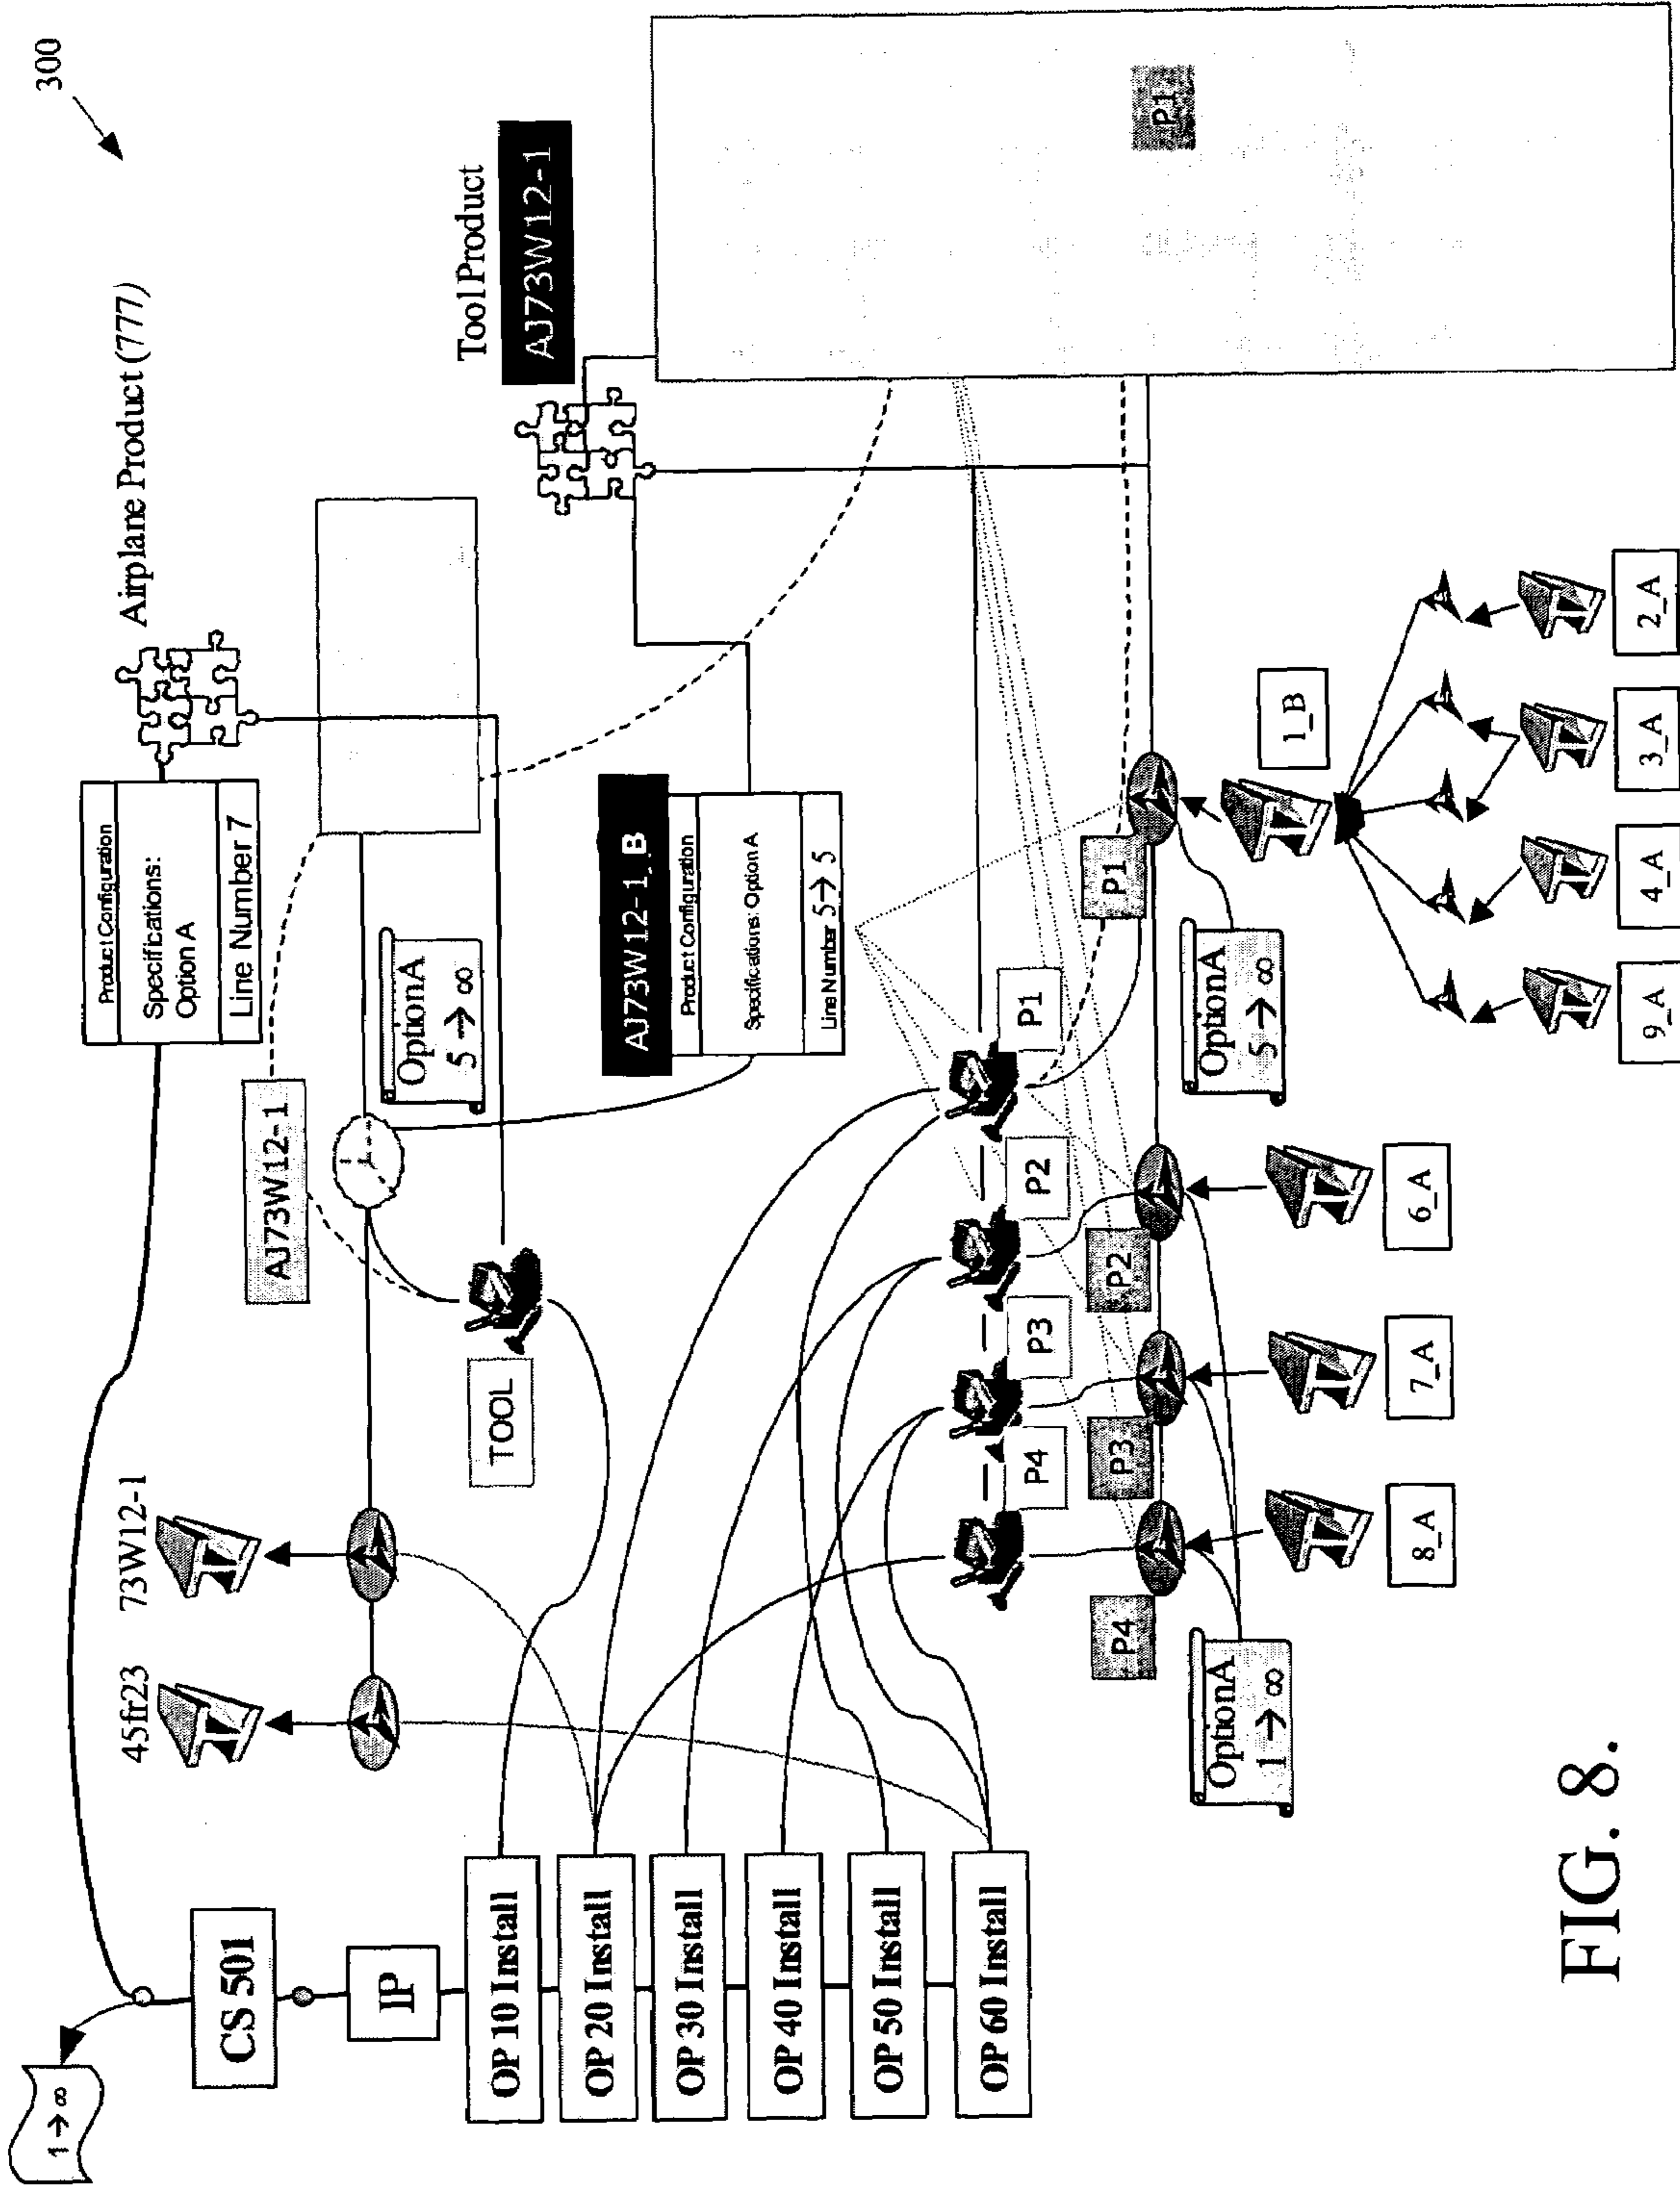 300
Airplane Product (777)
Product Configuration
Specifications:
Option A
Line Number 7
Tool Product
AJ73W12-1
1→∞
CS 501
IP
45fr23
73W12-1
AJ73W12-1
OptionA
5→∞
TOOL
AJ73W12-1_B
Product Configuration
Specifications: Option A
Line Number 5→5
OP 10 Install
OP 20 Install
OP 30 Install
OP 40 Install
OP 50 Install
OP 60 Install
P4
P3
P2
P1
P4
P3
P2
P1
P1
OptionA
1→∞
OptionA
5→∞
1_B
8_A
7_A
6_A
9_A
4_A
3_A
2_A
FIG. 8.